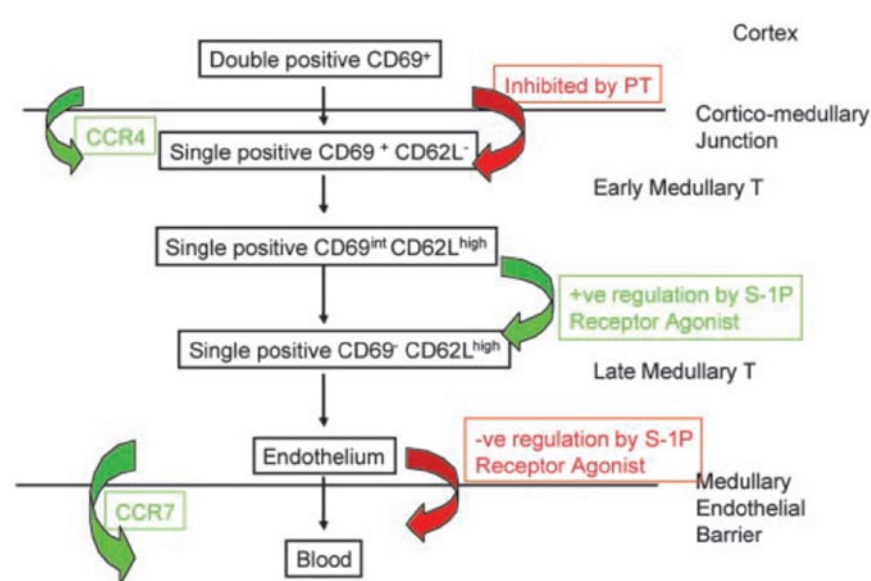 Cortex
Double positive CD69+
Inhibited by PT
Cortico-medullary
Junction
CCR4
Single positive CD69 + CD62L-
Early Medullary T
Single positive CD69int CD62Lhigh
+ve regulation by S-1P
Receptor Agonist
Single positive CD69- CD62Lhigh
Late Medullary T
-ve regulation by S-1P
Receptor Agonist
Endothelium
Medullary
Endothelial
Barrier
CCR7
Blood